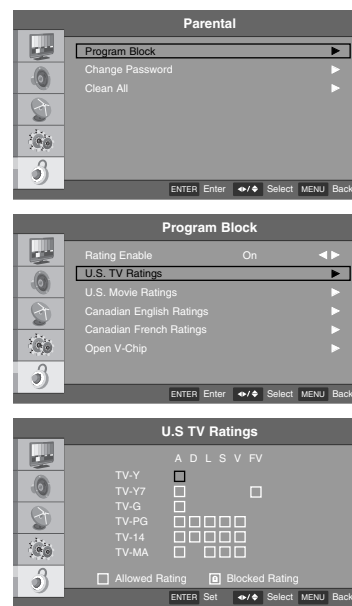 Parental
Program Block
Change Password
Clean All
ENTER Enter Select MENU Back
Program Block
Rating Enable On
U.S. TV Ratings
U.S. Movie Ratings
Canadian English Ratings
Canadian French Ratings
Open V-Chip
ENTER Enter Select MENU Back
U.S TV Ratings
A D L S V FV
TV-Y
TV-Y7
TV-G
TV-PG
TV-14
TV-MA
Allowed Rating Blocked Rating
ENTER Set Select MENU Back